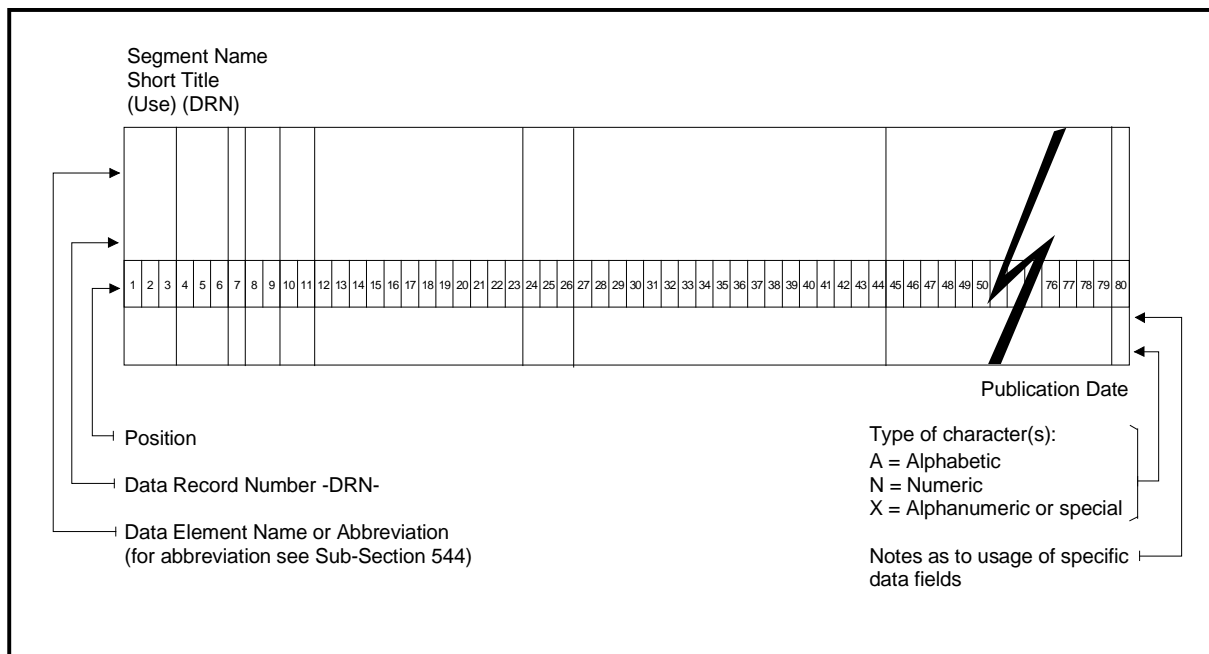 Segment Name
Short Title
(Use) (DRN)
1 2 3 4 5 6 7 8 9 10 11 12 13 14 15 16 17 18 19 20 21 22 23 24 25 26 27 28 29 30 31 32 33 34 35 36 37 38 39 40 41 42 43 44 45 46 47 48 49 50 76 77 78 79 80
Publication Date
Position
Data Record Number -DRN-
Data Element Name or Abbreviation
(for abbreviation see Sub-Section 544)
Type of character(s):
A = Alphabetic
N = Numeric
X = Alphanumeric or special
Notes as to usage of specific
data fields